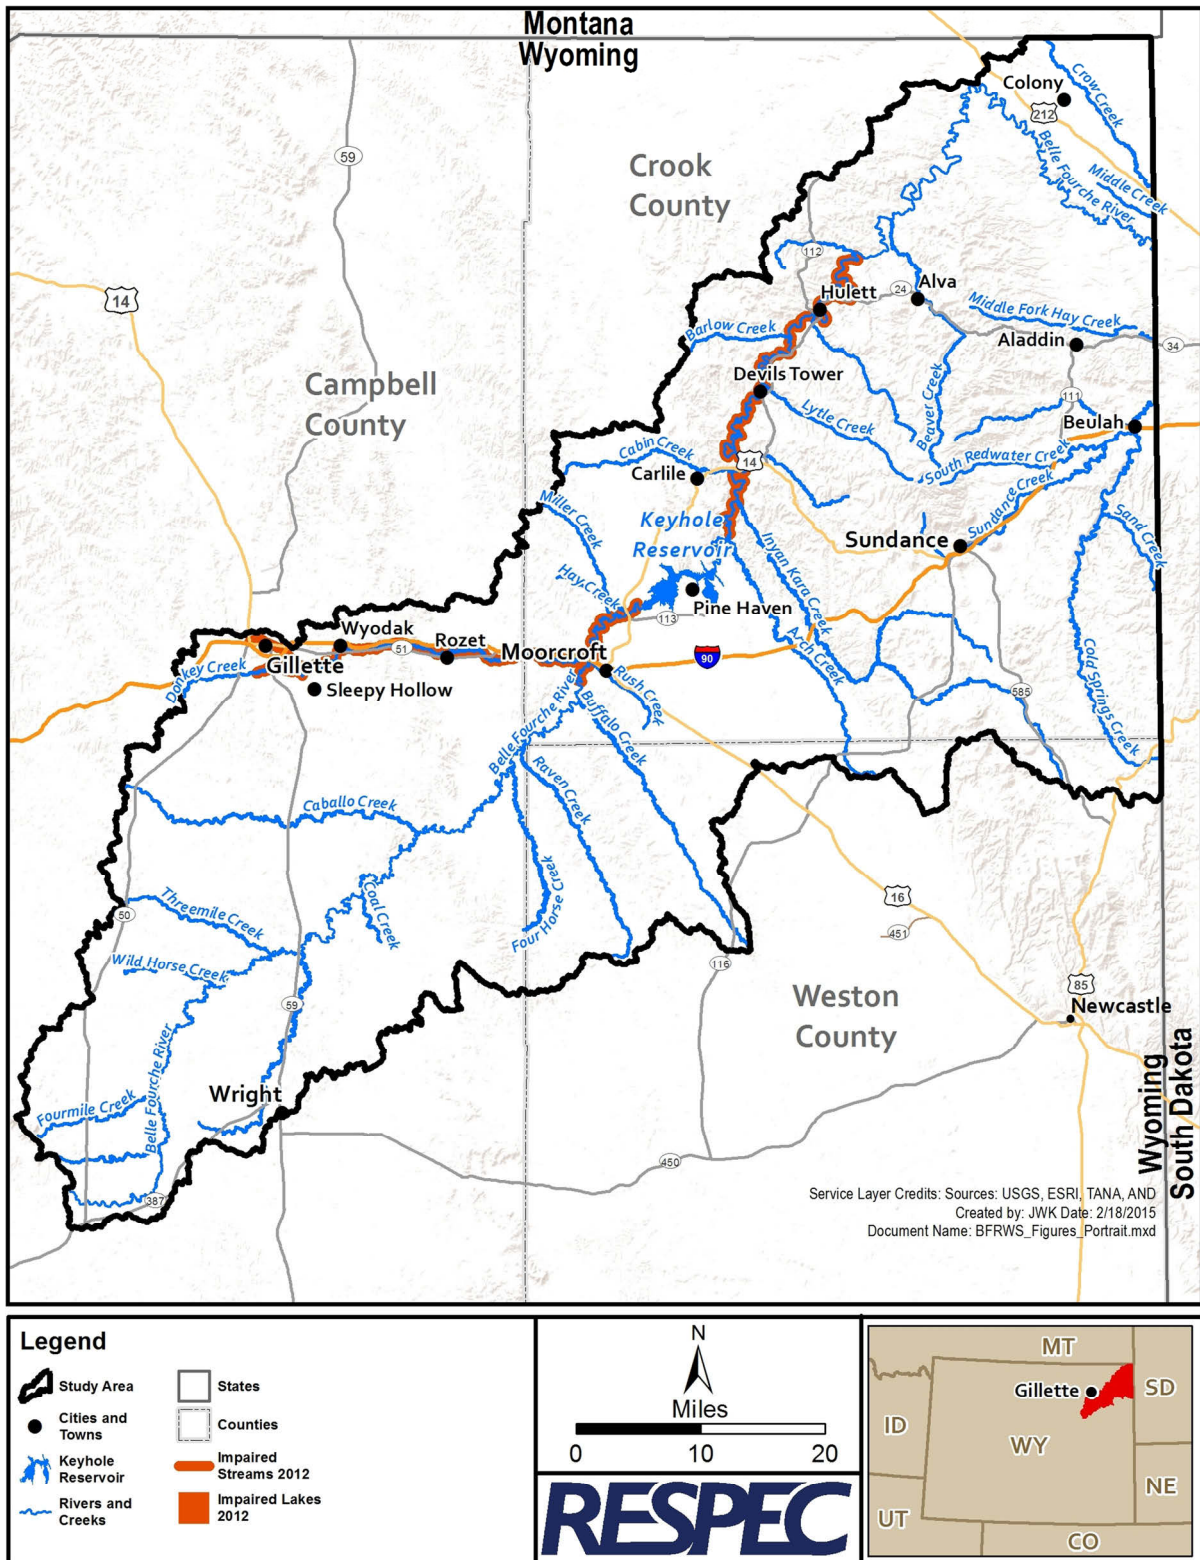 Montana
Wyoming
Colony
212
Crow Creek
Belle Fourche River
Middle Creek
59
Crook
County
112
14
Hulett
24
Alva
Middle Fork Hay Creek
Barlow Creek
Aladdin
34
Devils Tower
Campbell
County
111
Lytle Creek
Beaver Creek
Beulah
Cabin Creek
14
Carlile
South Redwater Creek
Miller Creek
Sundance Creek
Keyhole
Reservoir
Sand Creek
Sundance
Inyan Kara Creek
Hay Creek
Pine Haven
113
Wyodak
Rozet
51
Moorcroft
Arch Creek
90
Gillette
Donkey Creek
Sleepy Hollow
Rush Creek
Cold Springs Creek
585
Belle Fourche River
Buffalo Creek
Raven Creek
Caballo Creek
Four Horse Creek
Coal Creek
16
451
50
Threemile Creek
Wild Horse Creek
116
85
Weston
County
Newcastle
59
Belle Fourche River
Wright
Fourmile Creek
Wyoming
South Dakota
450
387
Service Layer Credits: Sources: USGS, ESRI, TANA, AND
Created by: JWK Date: 2/18/2015
Document Name: BFRWS_Figures_Portrait.mxd
Legend
Study Area
Cities and
Towns
Keyhole
Reservoir
Rivers and
Creeks
States
Counties
Impaired
Streams 2012
Impaired Lakes
2012
N
Miles
0 10 20
RESPEC
MT
Gillette
SD
ID
WY
NE
UT
CO